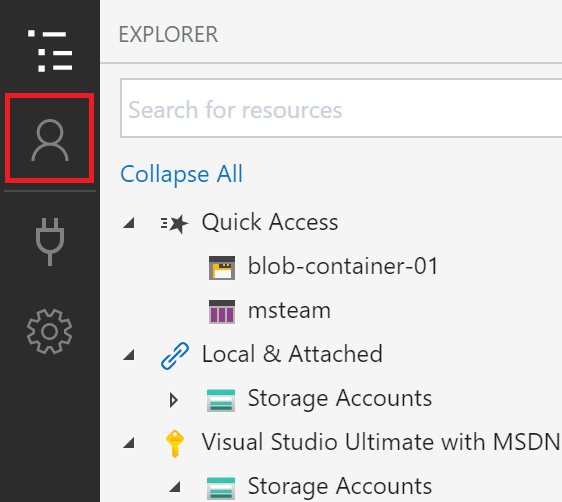 EXPLORER
Search for resources
Collapse All
Quick Access
blob-container-01
msteam
Local & Attached
Storage Accounts
Visual Studio Ultimate with MSDN
Storage Accounts